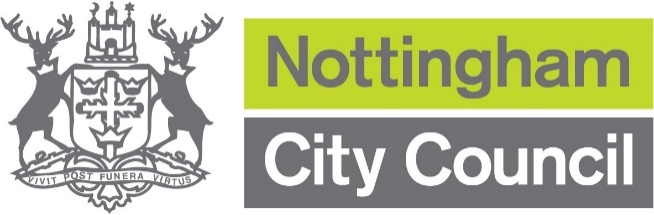 VIVIT POST FUNERA VIRTUS
Nottingham
City Council